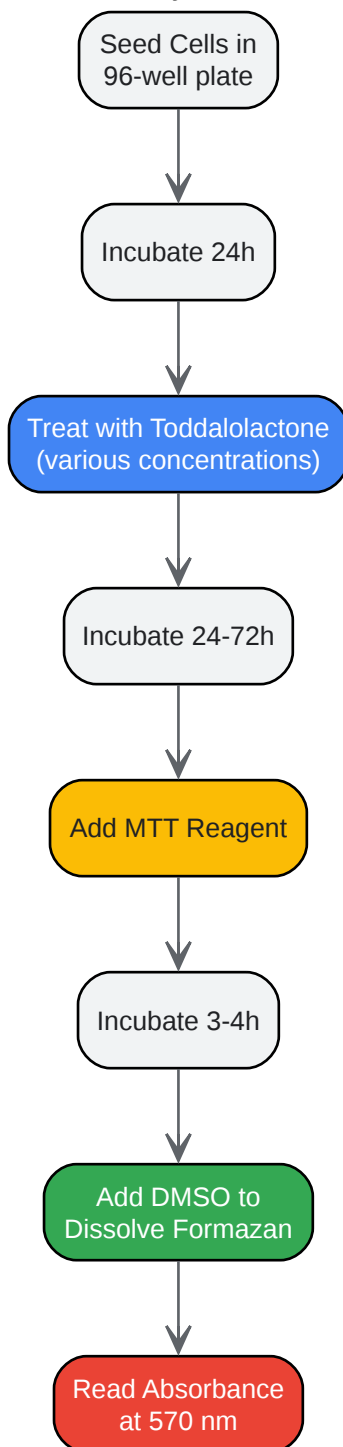 Seed Cells in
96-well plate
Incubate 24h
Treat with Toddalolactone
(various concentrations)
Incubate 24-72h
Add MTT Reagent
Incubate 3-4h
Add DMSO to
Dissolve Formazan
Read Absorbance
at 570 nm